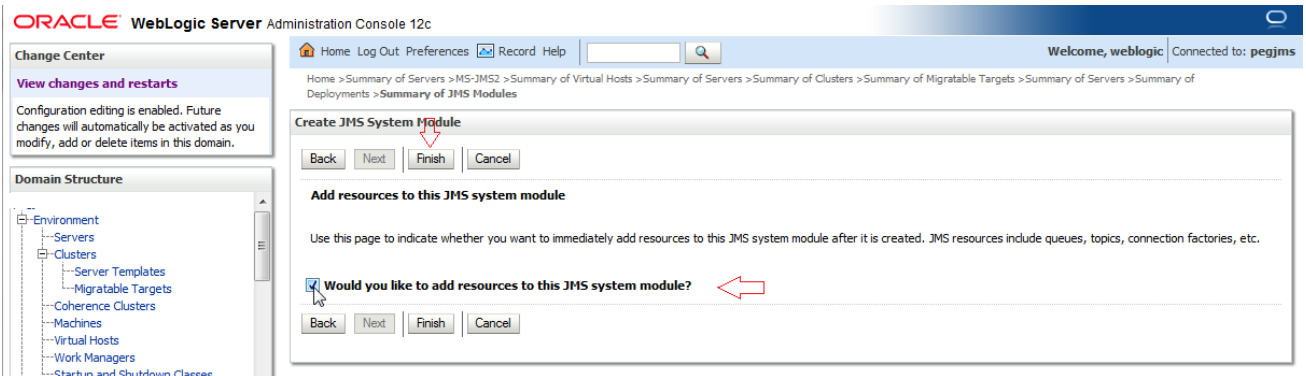 ORACLE WebLogic Server Administration Console 12c
Change Center
View changes and restarts
Configuration editing is enabled. Future
changes will automatically be activated as you
modify, add or delete items in this domain.
Domain Structure
Environment
Servers
Clusters
Server Templates
Migratable Targets
Coherence Clusters
Machines
Virtual Hosts
Work Managers
Startup and Shutdown Classes
Home Log Out Preferences Record Help
Welcome, weblogic Connected to: pegjms
Home >Summary of Servers >MS-JMS2 >Summary of Virtual Hosts >Summary of Servers >Summary of Clusters >Summary of Migratable Targets >Summary of Servers >Summary of
Deployments >Summary of JMS Modules
Create JMS System Module
Back Next Finish Cancel
Add resources to this JMS system module
Use this page to indicate whether you want to immediately add resources to this JMS system module after it is created. JMS resources include queues, topics, connection factories, etc.
Would you like to add resources to this JMS system module?
Back Next Finish Cancel